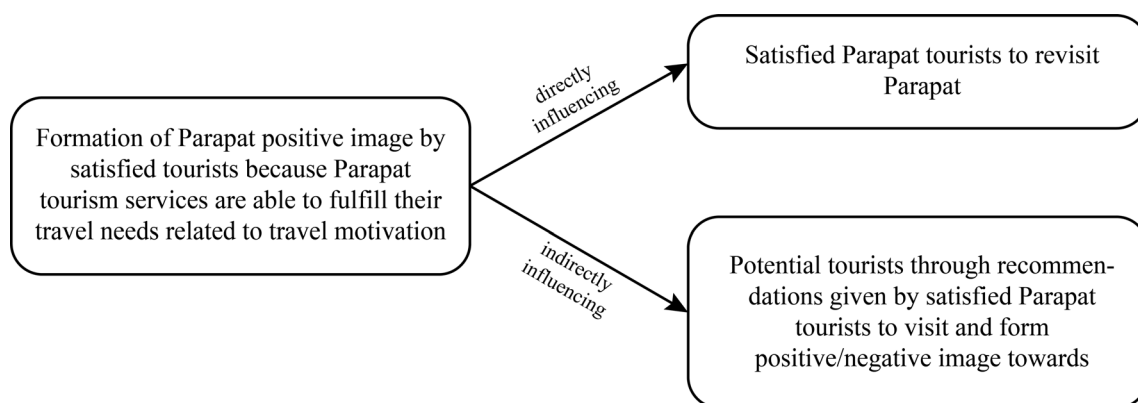 Formation of Parapat positive image by
satisfied tourists because Parapat
tourism services are able to fulfill their
travel needs related to travel motivation
directly
influencing
Satisfied Parapat tourists to revisit
Parapat
indirectly
influencing
Potential tourists through recommen-
dations given by satisfied Parapat
tourists to visit and form
positive/negative image towards